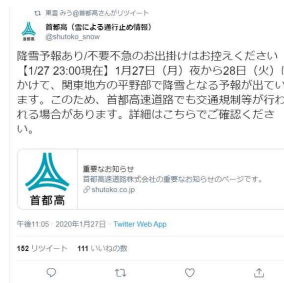 東雲 みう@首都高さんがリツイート
首都高（雪による通行止め情報）
@shutoko_snow
降雪予報あり/不要不急のお出掛けはお控えください
【1/27 23:00現在】1月27日（月）夜から28日（火）に
かけて、関東地方の平野部で降雪となる予報が出てい
ます。このため、首都高速道路でも交通規制等が行わ
れる場合があります。詳細はこちらでご確認くださ
い。
首都高
重要なお知らせ
首都高速道路株式会社の重要なお知らせのページです。
shutoko.co.jp
午後11:05 · 2020年1月27日 · Twitter Web App
152 リツイート 111 いいねの数